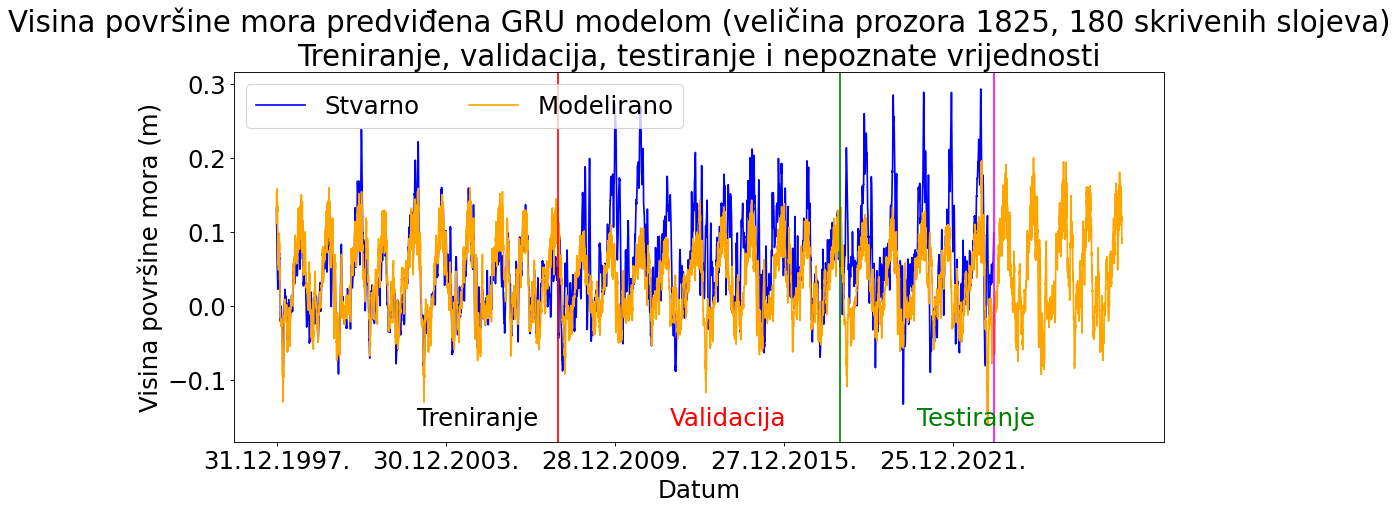 Visina površine mora predviđena GRU modelom (veličina prozora 1825, 180 skrivenih slojeva)
Treniranje, validacija, testiranje i nepoznate vrijednosti
Stvarno Modelirano
Visina površine mora (m)
0.3
0.2
0.1
0.0
−0.1
Treniranje Validacija Testiranje
31.12.1997. 30.12.2003. 28.12.2009. 27.12.2015. 25.12.2021.
Datum